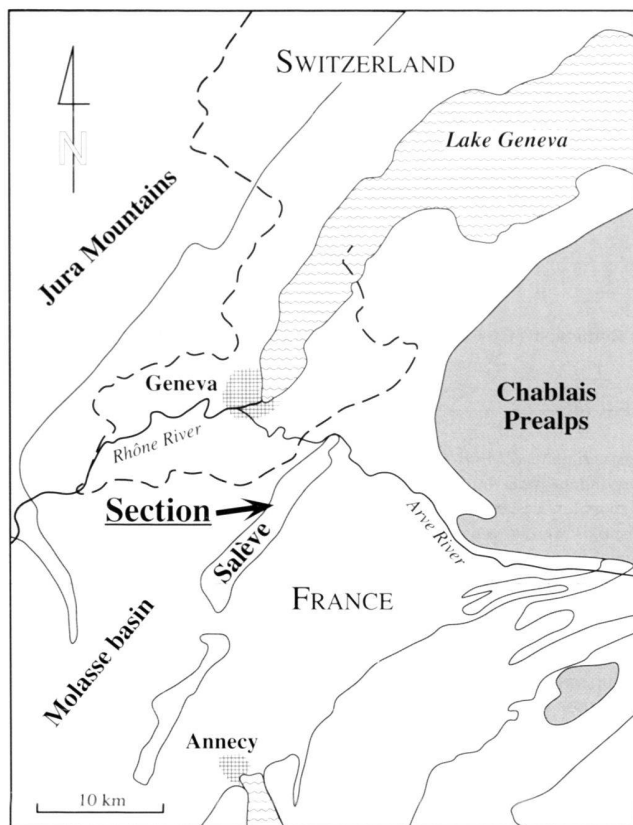 SWITZERLAND
Lake Geneva
N
Jura Mountains
Geneva
Chablais
Prealps
Rhône River
Section
Salève
Arve River
FRANCE
Molasse basin
Annecy
10 km